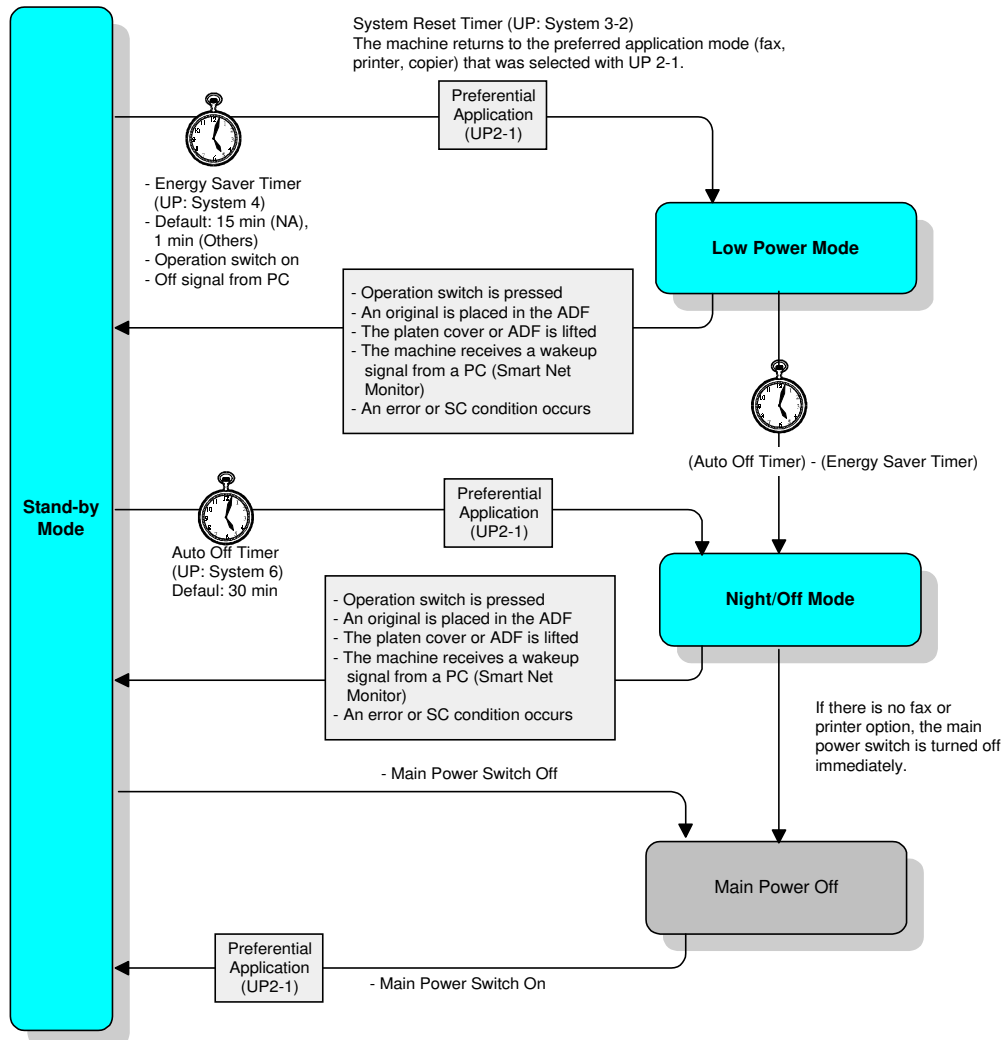 System Reset Timer (UP: System 3-2)
The machine returns to the preferred application mode (fax,
printer, copier) that was selected with UP 2-1.
Preferential
Application
(UP2-1)
- Energy Saver Timer
(UP: System 4)
- Default: 15 min (NA),
1 min (Others)
- Operation switch on
- Off signal from PC
Low Power Mode
- Operation switch is pressed
- An original is placed in the ADF
- The platen cover or ADF is lifted
- The machine receives a wakeup
signal from a PC (Smart Net
Monitor)
- An error or SC condition occurs
(Auto Off Timer) - (Energy Saver Timer)
Stand-by
Mode
Preferential
Application
(UP2-1)
Auto Off Timer
(UP: System 6)
Defaul: 30 min
Night/Off Mode
- Operation switch is pressed
- An original is placed in the ADF
- The platen cover or ADF is lifted
- The machine receives a wakeup
signal from a PC (Smart Net
Monitor)
- An error or SC condition occurs
If there is no fax or
printer option, the main
power switch is turned off
immediately.
- Main Power Switch Off
Main Power Off
Preferential
Application
(UP2-1)
- Main Power Switch On